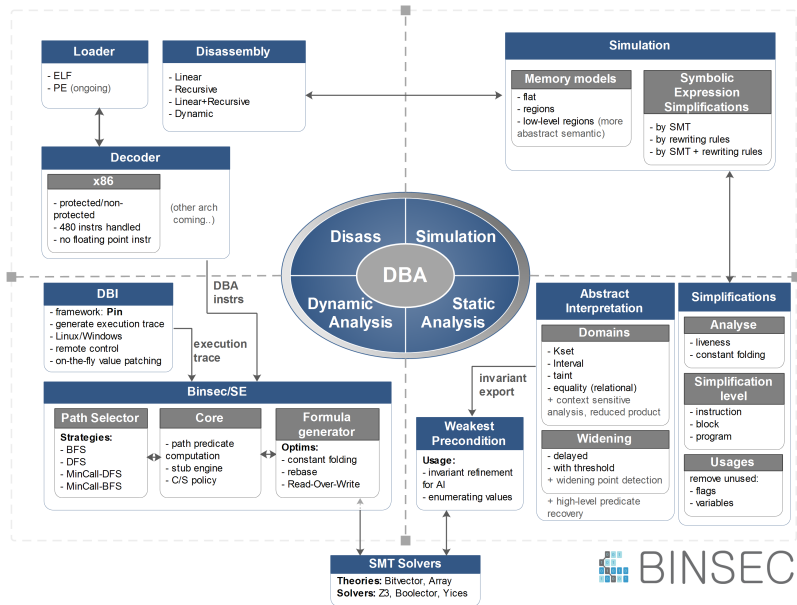 Loader
- ELF
- PE (ongoing)
Disassembly
- Linear
- Recursive
- Linear+Recursive
- Dynamic
Simulation
Memory models
- flat
- regions
- low-level regions (more
abastract semantic)
Symbolic
Expression
Simplifications
- by SMT
- by rewriting rules
- by SMT + rewriting rules
Decoder
x86
- protected/non-
protected
- 480 instrs handled
- no floating point instr
(other arch
coming..)
Disass
Simulation
DBA
Dynamic
Analysis
Static
Analysis
DBA
instrs
DBI
- framework: Pin
- generate execution trace
- Linux/Windows
- remote control
- on-the-fly value patching
execution
trace
Binsec/SE
Path Selector
Strategies:
- BFS
- DFS
- MinCall-DFS
- MinCall-BFS
Core
- path predicate
computation
- stub engine
- C/S policy
Formula
generator
Optims:
- constant folding
- rebase
- Read-Over-Write
invariant
export
Weakest
Precondition
Usage:
- invariant refinement
for AI
- enumerating values
Abstract
Interpretation
Domains
- Kset
- Interval
- taint
- equality (relational)
+ context sensitive
analysis, reduced product
Widening
- delayed
- with threshold
+ widening point detection
+ high-level predicate
recovery
Simplifications
Analyse
- liveness
- constant folding
Simplification
level
- instruction
- block
- program
Usages
remove unused:
- flags
- variables
SMT Solvers
Theories: Bitvector, Array
Solvers: Z3, Boolector, Yices
BINSEC